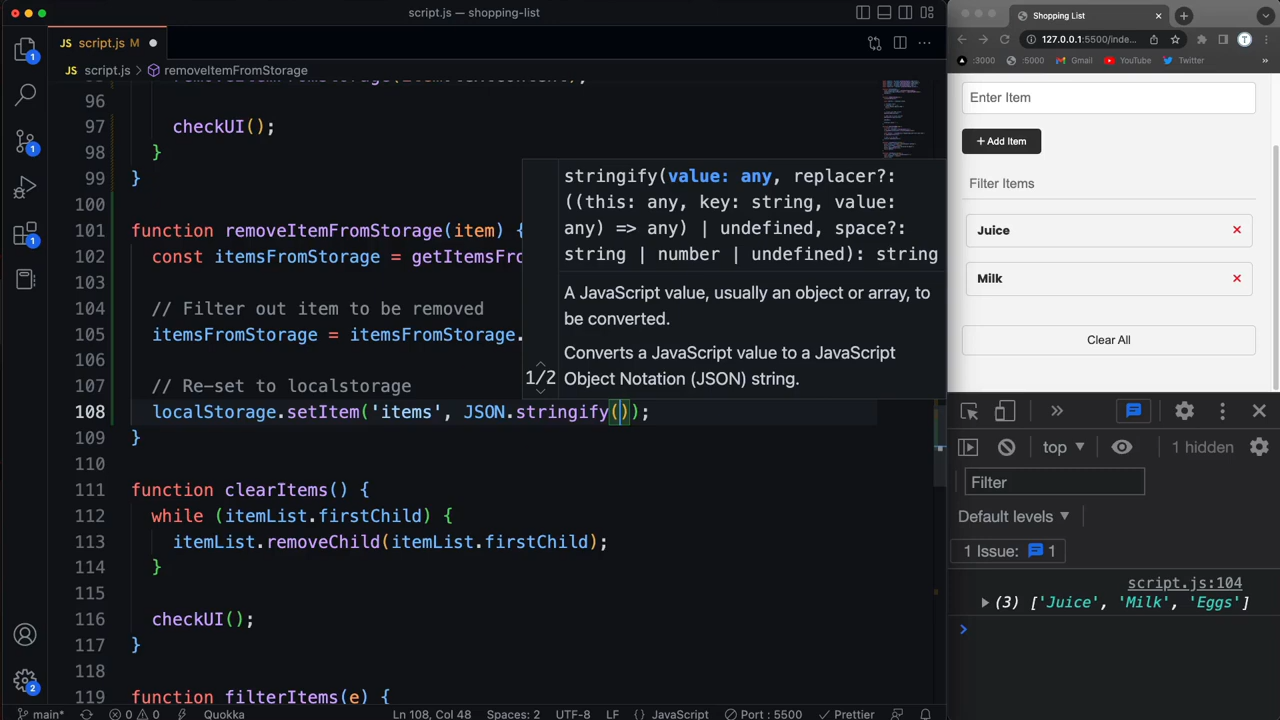 script.js — shopping-list
JS script.js M
JS script.js removeItemFromStorage
96
97 checkUI();
98 }
99 }
100
101 function removeItemFromStorage(item) {
102 const itemsFromStorage = getItemsFro
103
104 // Filter out item to be removed
105 itemsFromStorage = itemsFromStorage.
106
107 // Re-set to localstorage
108 localStorage.setItem('items', JSON.stringify());
109 }
110
111 function clearItems() {
112 while (itemList.firstChild) {
113 itemList.removeChild(itemList.firstChild);
114 }
115
116 checkUI();
117 }
118
119 function filterItems(e) {
stringify(value: any, replacer?:
((this: any, key: string, value:
any) => any) | undefined, space?:
string | number | undefined): string
A JavaScript value, usually an object or array, to
be converted.
Converts a JavaScript value to a JavaScript
1/2 Object Notation (JSON) string.
1
1
1
2
main* 0 0 Quokka Ln 108, Col 48 Spaces: 2 UTF-8 LF {} JavaScript Port : 5500 Prettier
Shopping List
127.0.0.1:5500/inde... T
:3000 :5000 Gmail YouTube Twitter »
Enter Item
+ Add Item
Filter Items
Juice
Milk
Clear All
top 1 hidden
Filter
Default levels
1 Issue: 1
script.js:104
(3) ['Juice', 'Milk', 'Eggs']